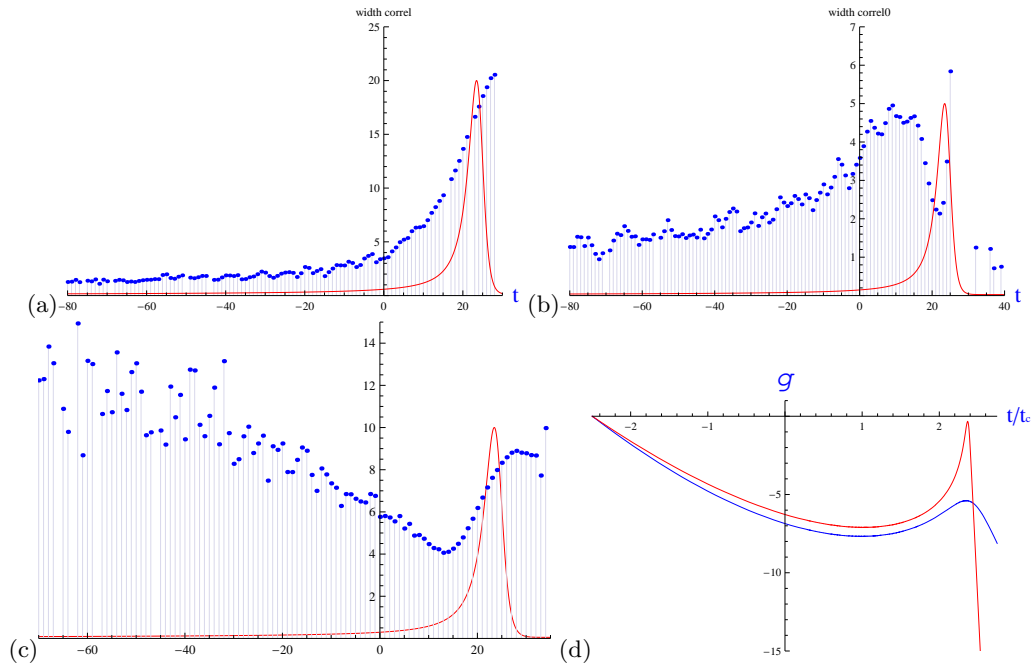 width correl
25
20
15
10
5
−80 −60 −40 −20 0 20
t
(a)
width correl0
7
6
5
4
3
2
1
−80 −60 −40 −20 0 20 40
t
(b)
14
12
10
8
6
4
2
−60 −40 −20 0 20
(c)
g
t/tc
−2 −1 1 2
−5
−10
−15
(d)